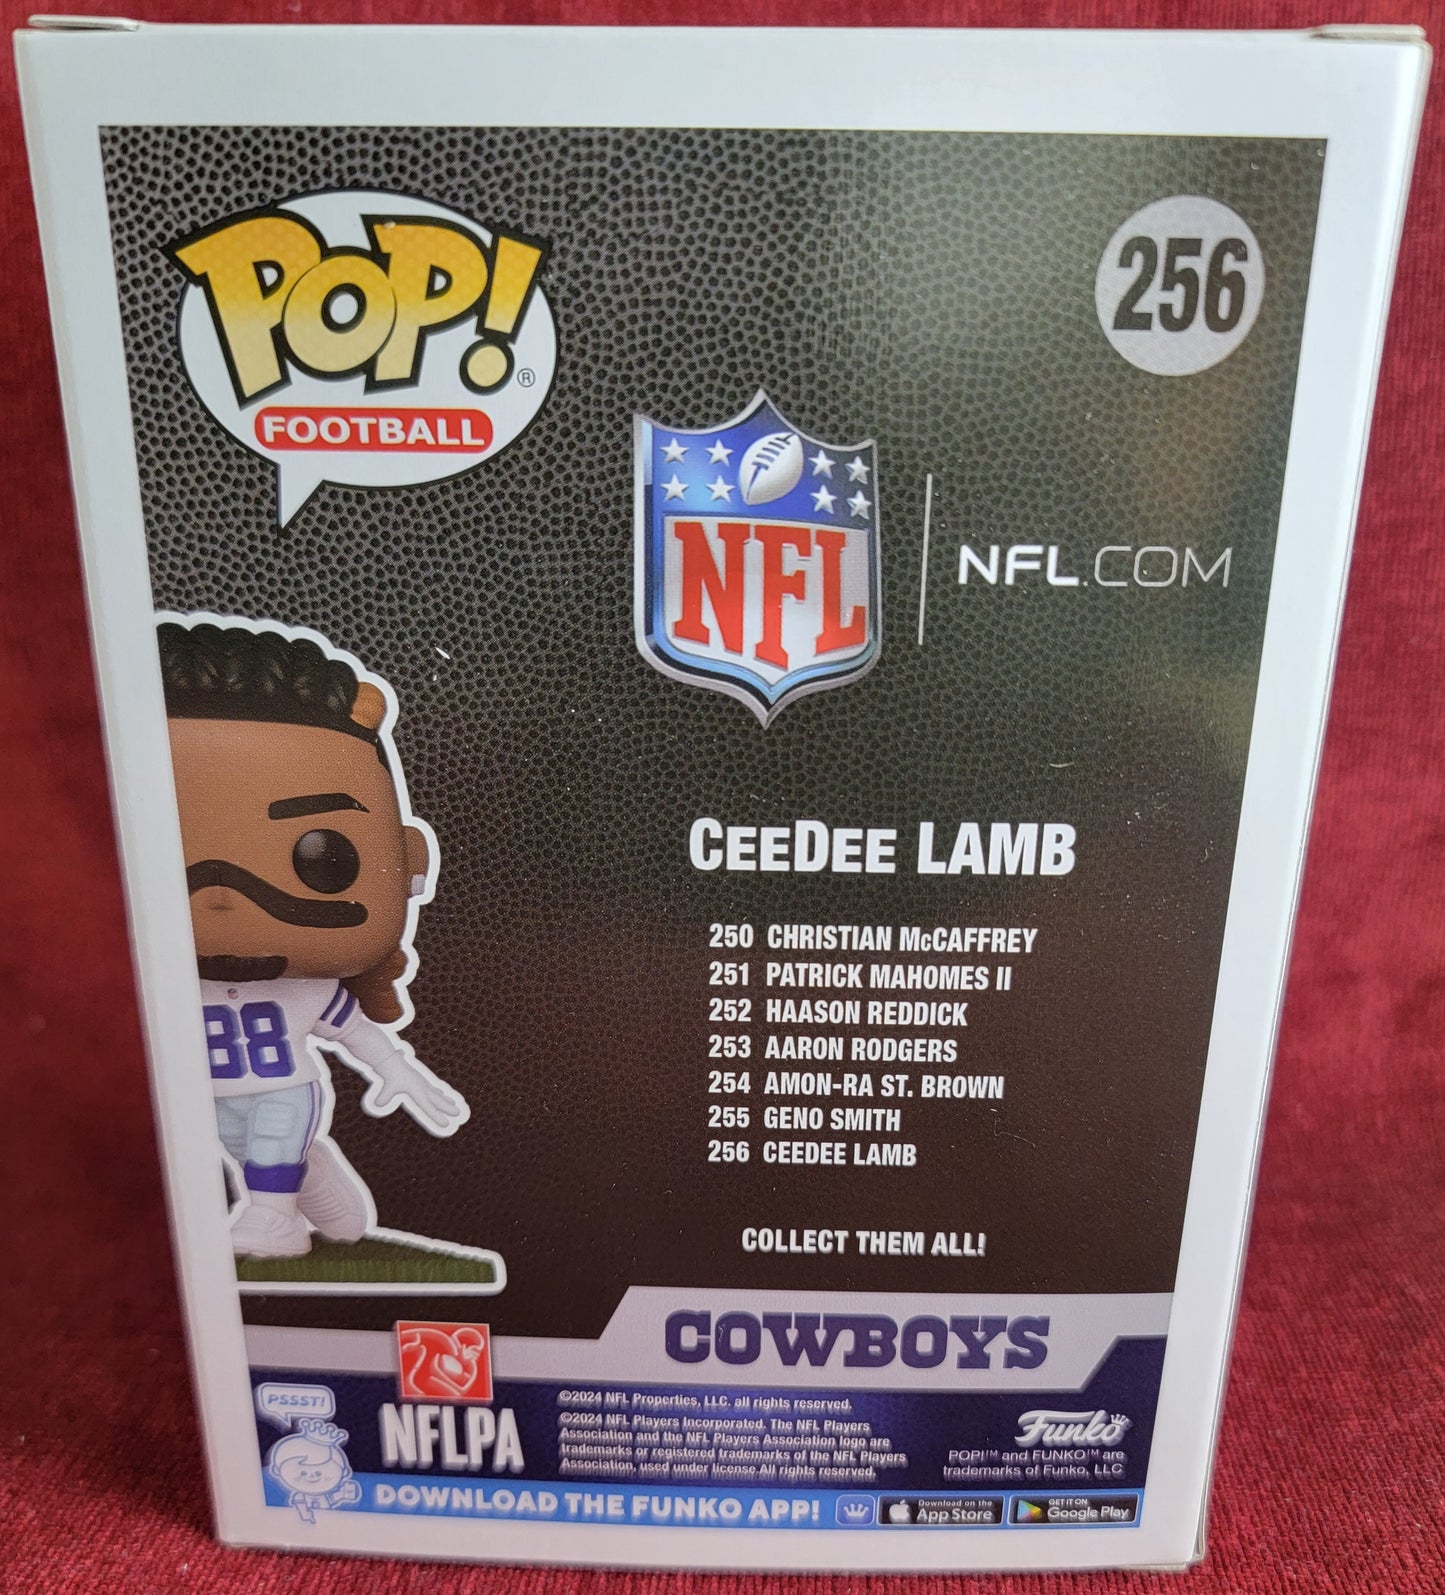 POP!®
FOOTBALL
256
NFL
NFL.COM
CEEDEE LAMB
250 CHRISTIAN McCAFFREY
251 PATRICK MAHOMES II
252 HAASON REDDICK
253 AARON RODGERS
254 AMON-RA ST. BROWN
255 GENO SMITH
256 CEEDEE LAMB
COLLECT THEM ALL!
88
COWBOYS
PSSST!
NFLPA
©2024 NFL Properties, LLC. all rights reserved.
©2024 NFL Players Incorporated. The NFL Players
Association and the NFL Players Association logo are
trademarks or registered trademarks of the NFL Players
Association, used under license.All rights reserved.
Funko
POP!™ and FUNKO™ are
trademarks of Funko, LLC
DOWNLOAD THE FUNKO APP!
Download on the
App Store
GET IT ON
Google Play